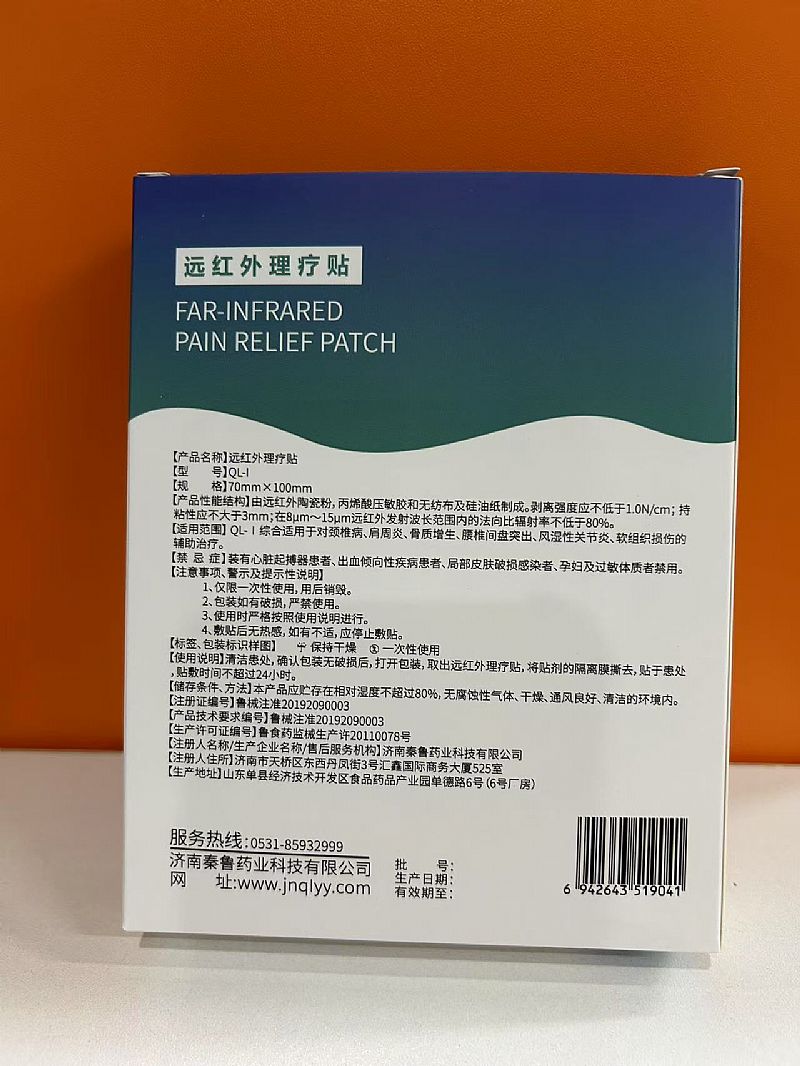 远红外理疗贴
FAR-INFRARED
PAIN RELIEF PATCH
【产品名称】远红外理疗贴
【型　　号】QL-Ⅰ
【规　　格】70mm×100mm
【产品性能结构】由远红外陶瓷粉，丙烯酸压敏胶和无纺布及硅油纸制成。剥离强度应不低于1.0N/cm；持
粘性应不大于3mm；在8μm～15μm远红外发射波长范围内的法向比辐射率不低于80%。
【适用范围】QL-Ⅰ综合适用于对颈椎病、肩周炎、骨质增生、腰椎间盘突出、风湿性关节炎、软组织损伤的
辅助治疗。
【禁 忌 症】装有心脏起搏器患者、出血倾向性疾病患者、局部皮肤破损感染者、孕妇及过敏体质者禁用。
【注意事项、警示及提示性说明】
1、仅限一次性使用，用后销毁。
2、包装如有破损，严禁使用。
3、使用时严格按照使用说明进行。
4、敷贴后无热感，如有不适，应停止敷贴。
【标签、包装标识样图】 保持干燥 一次性使用
【使用说明】清洁患处，确认包装无破损后，打开包装，取出远红外理疗贴，将贴剂的隔离膜撕去，贴于患处
，贴敷时间不超过24小时。
【储存条件、方法】本产品应贮存在相对湿度不超过80%，无腐蚀性气体、干燥、通风良好、清洁的环境内。
【注册证编号】鲁械注准20192090003
【产品技术要求编号】鲁械注准20192090003
【生产许可证编号】鲁食药监械生产许20110078号
【注册人名称/生产企业名称/售后服务机构】济南秦鲁药业科技有限公司
【注册人住所】济南市天桥区东西丹凤街3号汇鑫国际商务大厦525室
【生产地址】山东单县经济技术开发区食品药品产业园单德路6号（6号厂房）
服务热线：0531-85932999
济南秦鲁药业科技有限公司
网　　址:www.jnqlyy.com
批　　号：
生产日期：
有效期至：
6 942643 519041